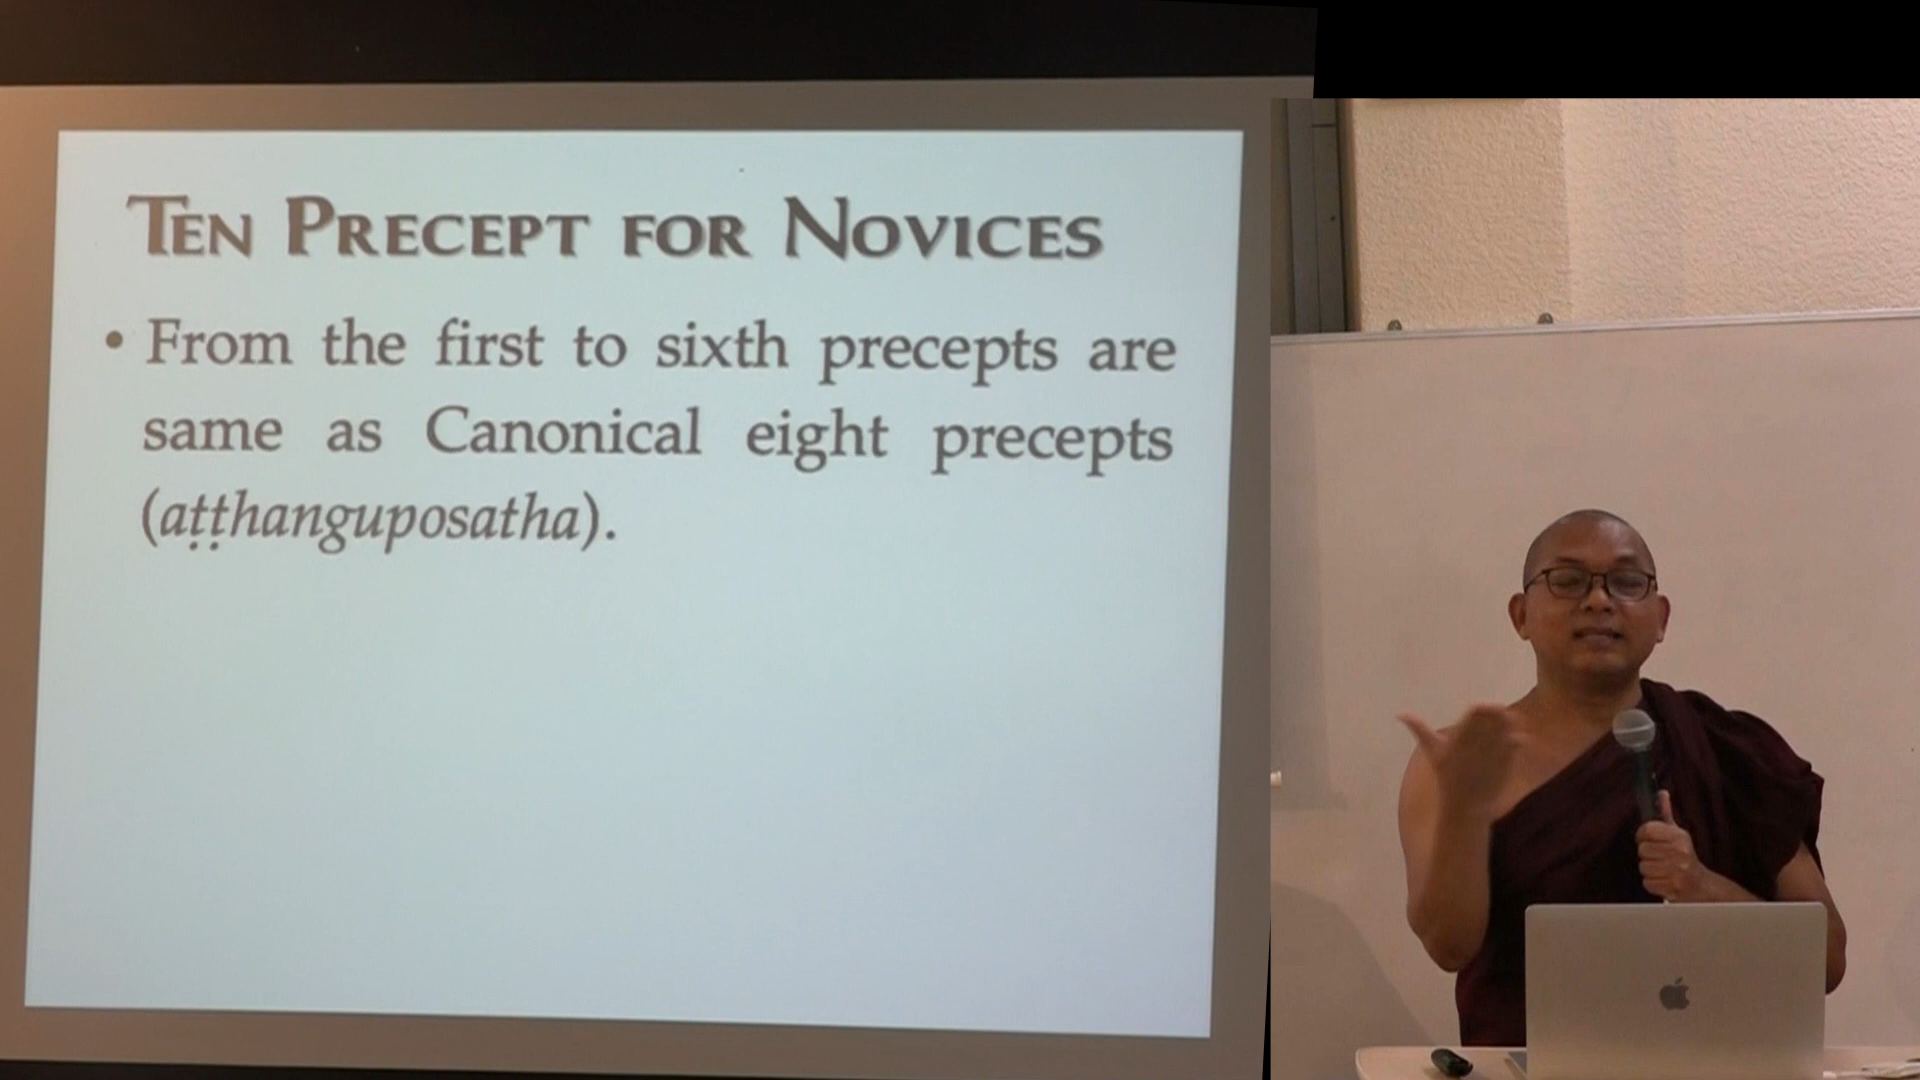 TEN PRECEPT FOR NOVICES
• From the first to sixth precepts are
same as Canonical eight precepts
(aṭṭhanguposatha).